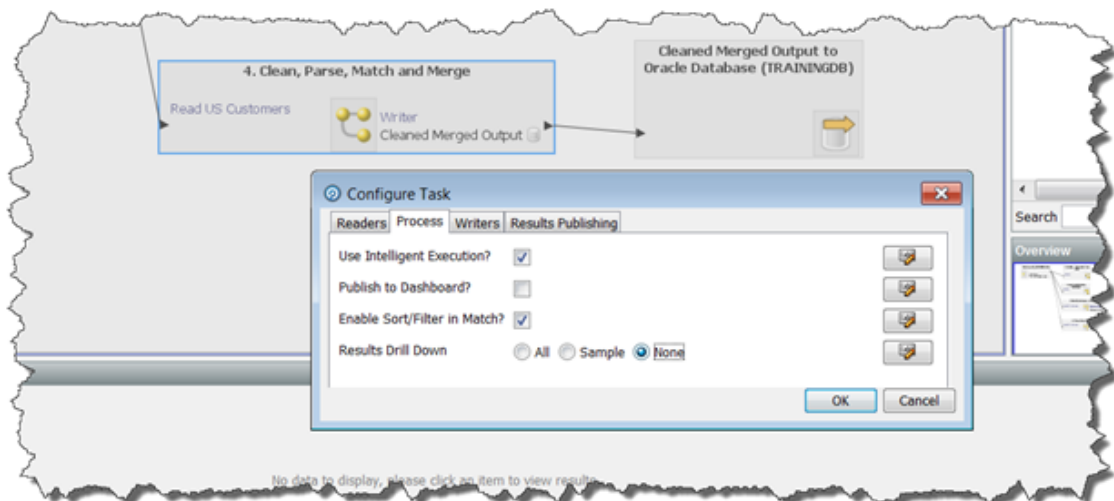 4. Clean, Parse, Match and Merge
Read US Customers
Writer
Cleaned Merged Output
Cleaned Merged Output to
Oracle Database (TRAININGDB)
Search
Overview
Configure Task
Readers Process Writers Results Publishing
Use Intelligent Execution?
Publish to Dashboard?
Enable Sort/Filter in Match?
Results Drill Down All Sample None
OK Cancel
No data to display, please click an item to view results